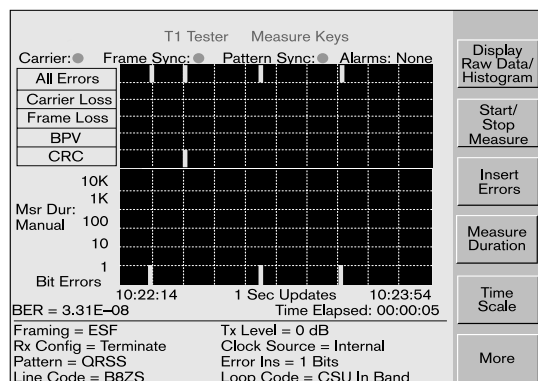 T1 Tester Measure Keys
Carrier: Frame Sync: Pattern Sync: Alarms: None
All Errors
Carrier Loss
Frame Loss
BPV
CRC
10K
1K
Msr Dur:
Manual 100
10
1
Bit Errors
10:22:14 1 Sec Updates 10:23:54
BER = 3.31E–08 Time Elapsed: 00:00:05
Framing = ESF Tx Level = 0 dB
Rx Config = Terminate Clock Source = Internal
Pattern = QRSS Error Ins = 1 Bits
Line Code = B8ZS Loop Code = CSU In Band
Display
Raw Data/
Histogram
Start/
Stop
Measure
Insert
Errors
Measure
Duration
Time
Scale
More